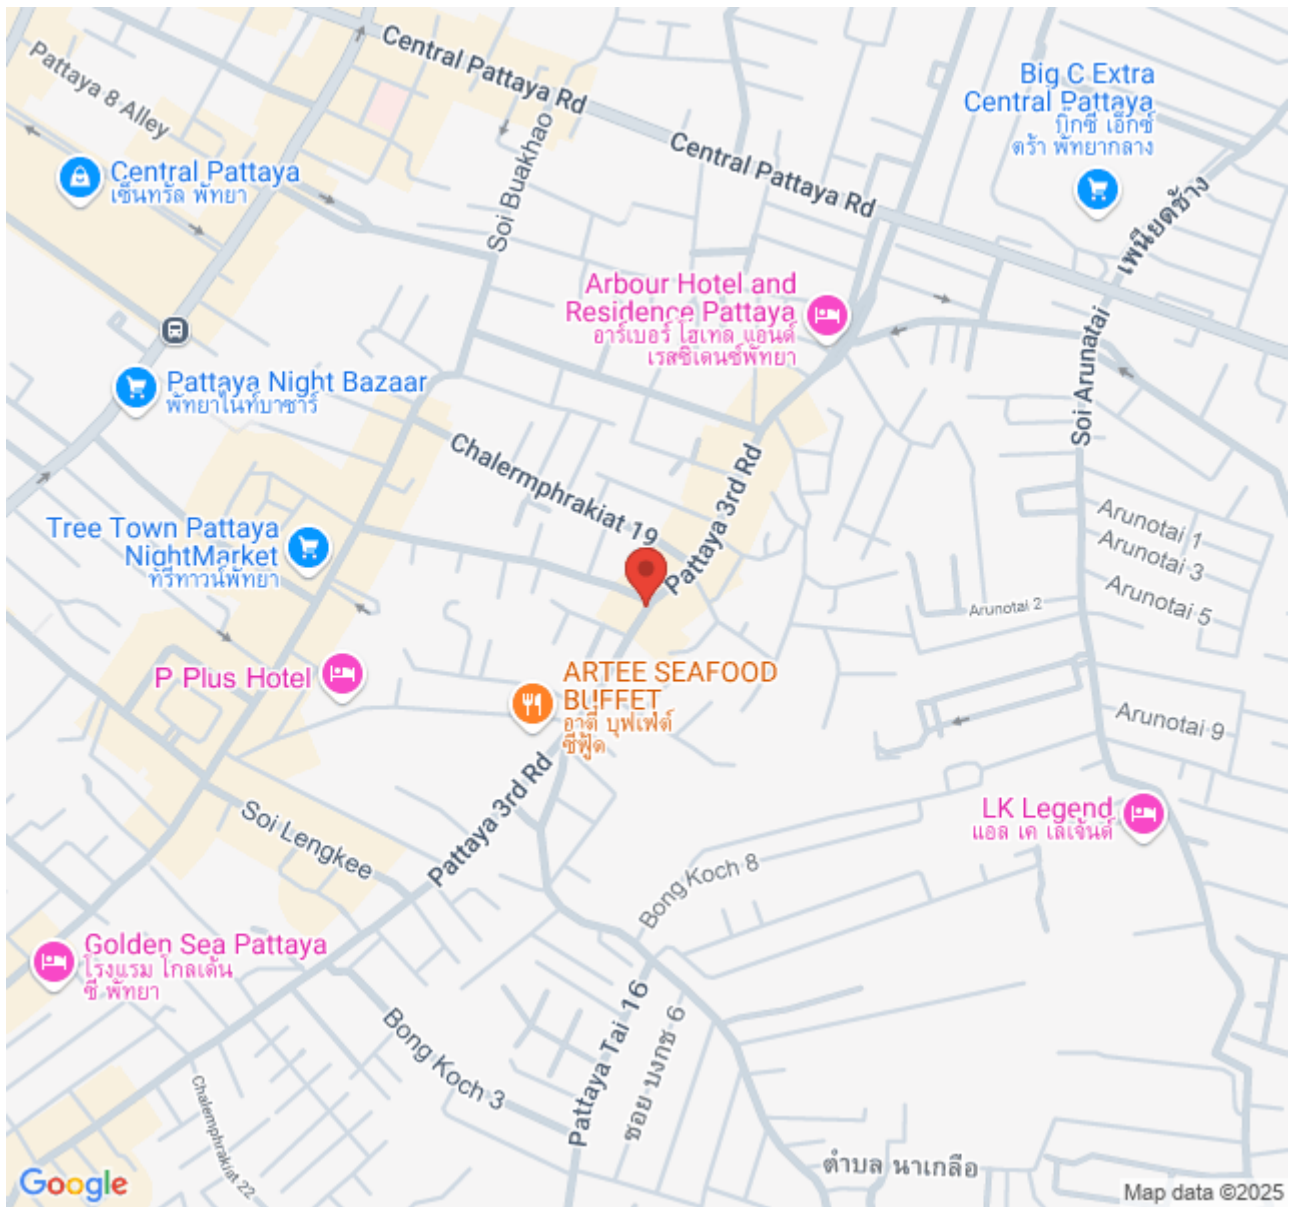 Central Pattaya Rd
Pattaya 8 Alley
Big C Extra
Central Pattaya
บิกซี เอ็กซ์
ตร้า พัทยากลาง
Central Pattaya
เซ็นทรัล พัทยา
Soi Buakhao
Central Pattaya Rd
เพนียดช้าง
Arbour Hotel and
Residence Pattaya
อาร์เบอร์ โฮเทล แอนด์
เรสซิเดนซ์พัทยา
Soi Arunatai
Pattaya Night Bazaar
พัทยาไนท์บาซาร์
Chalermphrakiat 19
Pattaya 3rd Rd
Tree Town Pattaya
NightMarket
ทรีทาวน์พัทยา
Arunotai 1
Arunotai 3
Arunotai 5
Arunotai 2
P Plus Hotel
ARTEE SEAFOOD
BUFFET
อาตี๋ บุฟเฟ่ต์
ซีฟู้ด
Arunotai 9
Pattaya 3rd Rd
LK Legend
แอล เค เลเจ้นด์
Soi Lengkee
Bong Koch 8
Golden Sea Pattaya
โรงแรม โกลเด้น
ซี พัทยา
Bong Koch 3
Pattaya Tai 16
ซอย บงกช 6
Chalemphrakiat 22
ตำบล นาเกลือ
Google
Map data ©2025